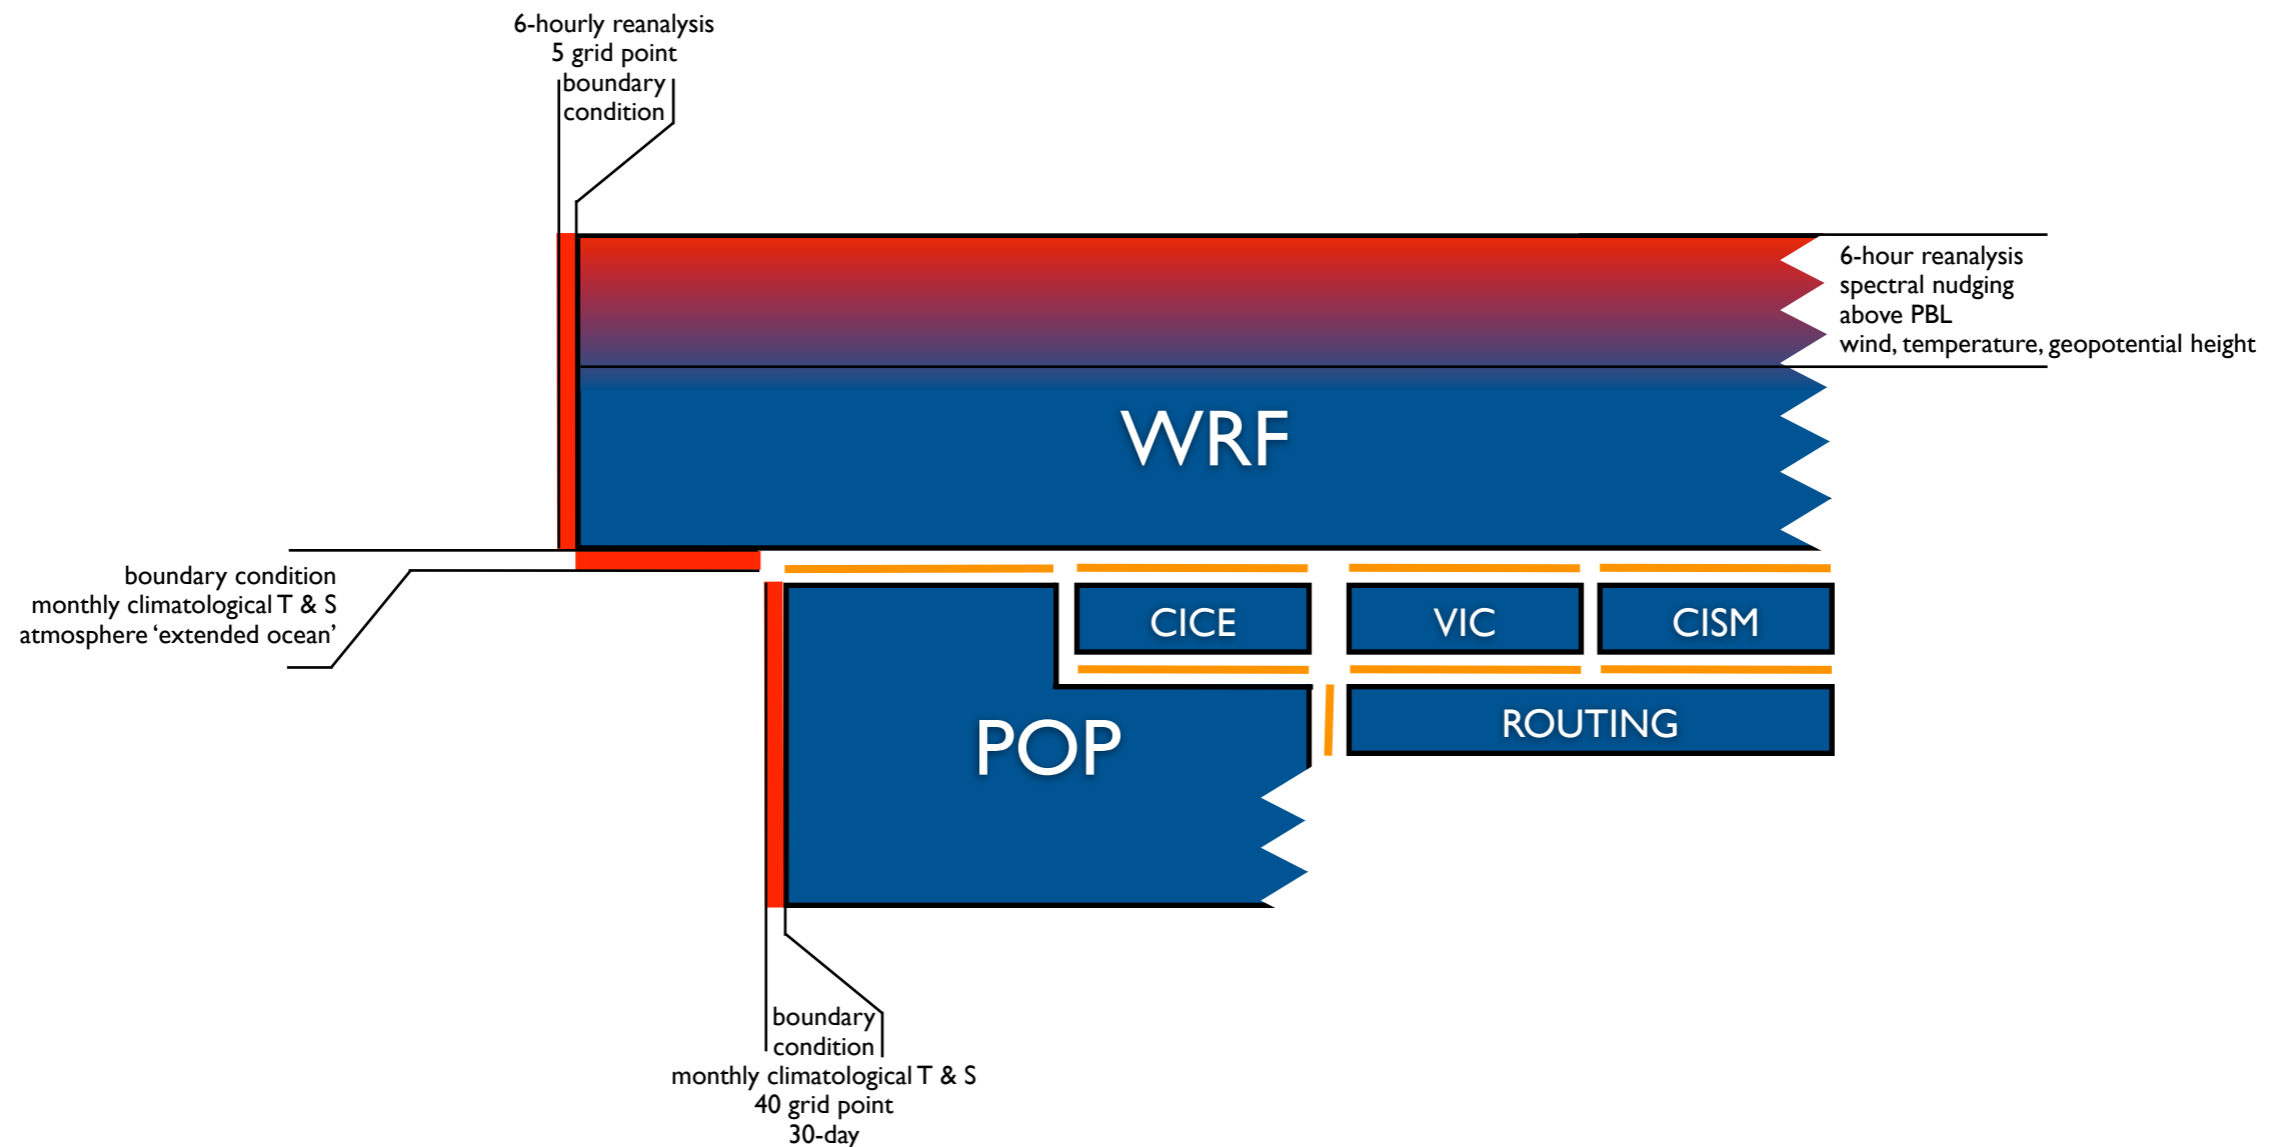 6-hourly reanalysis
5 grid point
boundary
condition
6-hour reanalysis
spectral nudging
above PBL
wind, temperature, geopotential height
WRF
boundary condition
monthly climatological T & S
atmosphere ‘extended ocean’
CICE
VIC
CISM
POP
ROUTING
boundary
condition
monthly climatological T & S
40 grid point
30-day